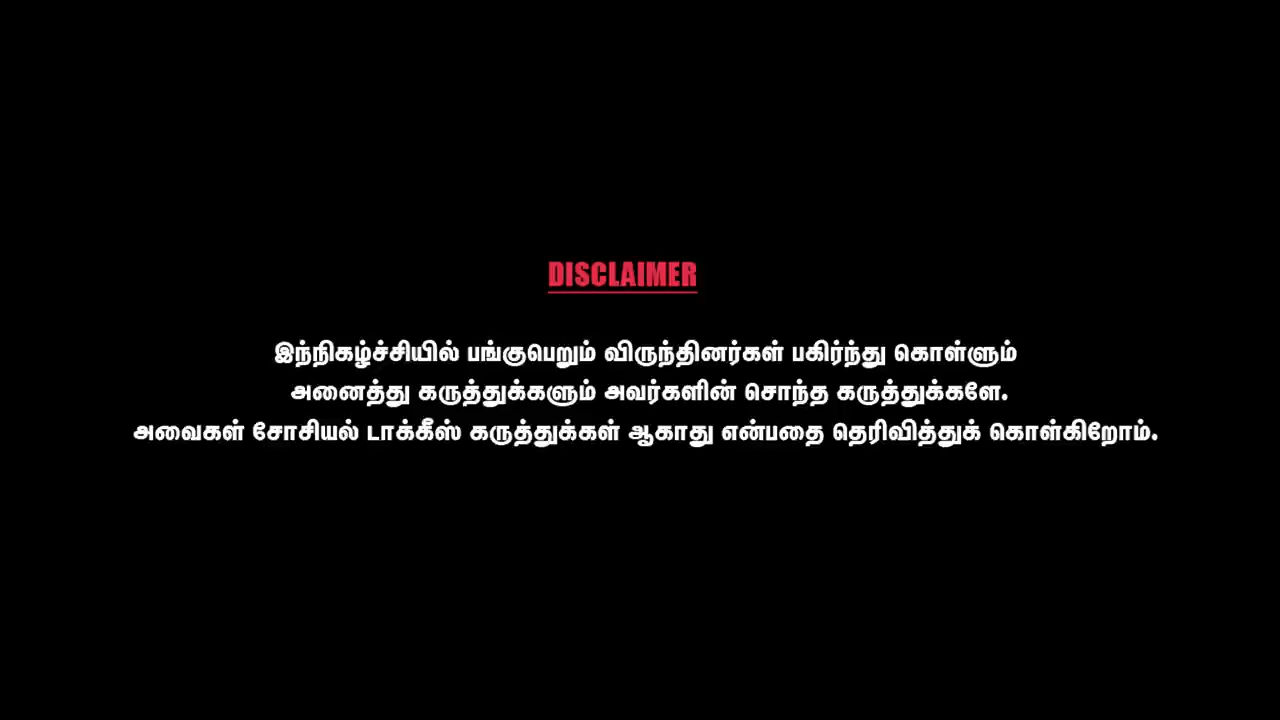 DISCLAIMER
இந்நிகழ்ச்சியில் பங்குபெறும் விருந்தினர்கள் பகிர்ந்து கொள்ளும்
அனைத்து கருத்துக்களும் அவர்களின் சொந்த கருத்துக்களே.
அவைகள் சோசியல் டாக்கீஸ் கருத்துக்கள் ஆகாது என்பதை தெரிவித்துக் கொள்கிறோம்.